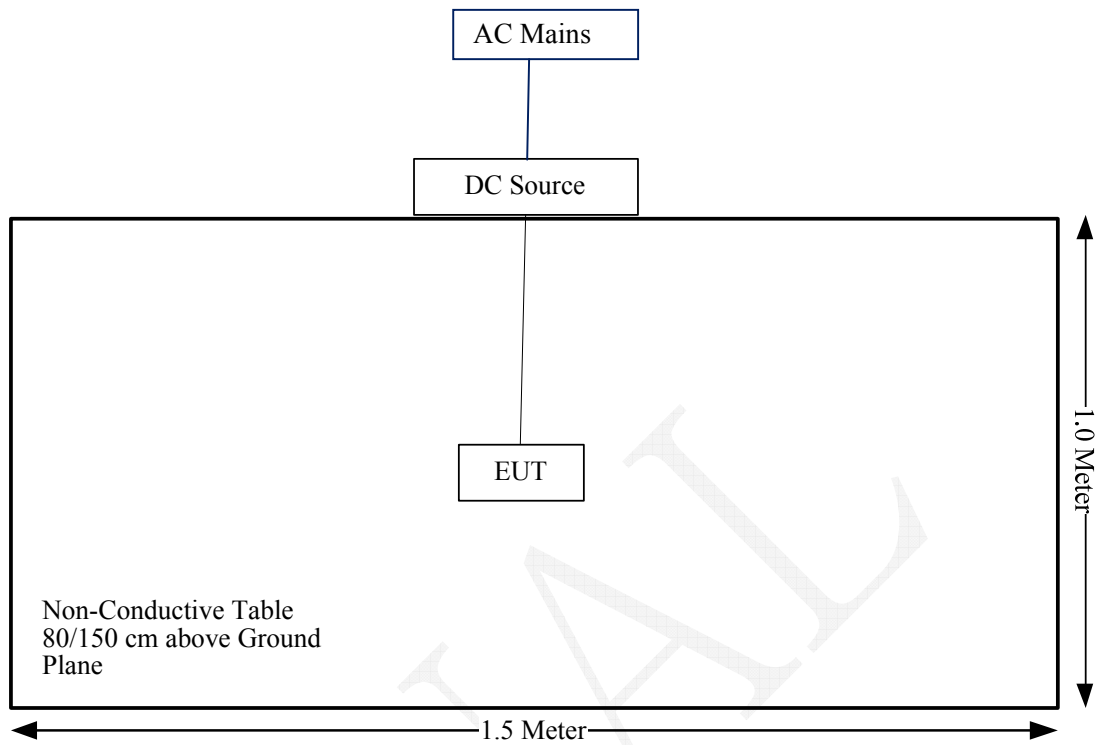 AC Mains
DC Source
1.0 Meter
EUT
Non-Conductive Table
80/150 cm above Ground
Plane
1.5 Meter